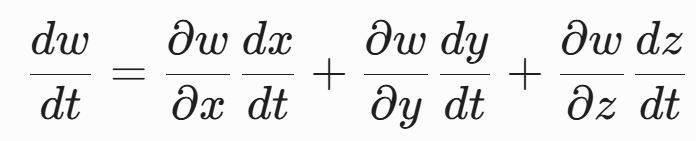 dw/dt = ∂w/∂x dx/dt + ∂w/∂y dy/dt + ∂w/∂z dz/dt